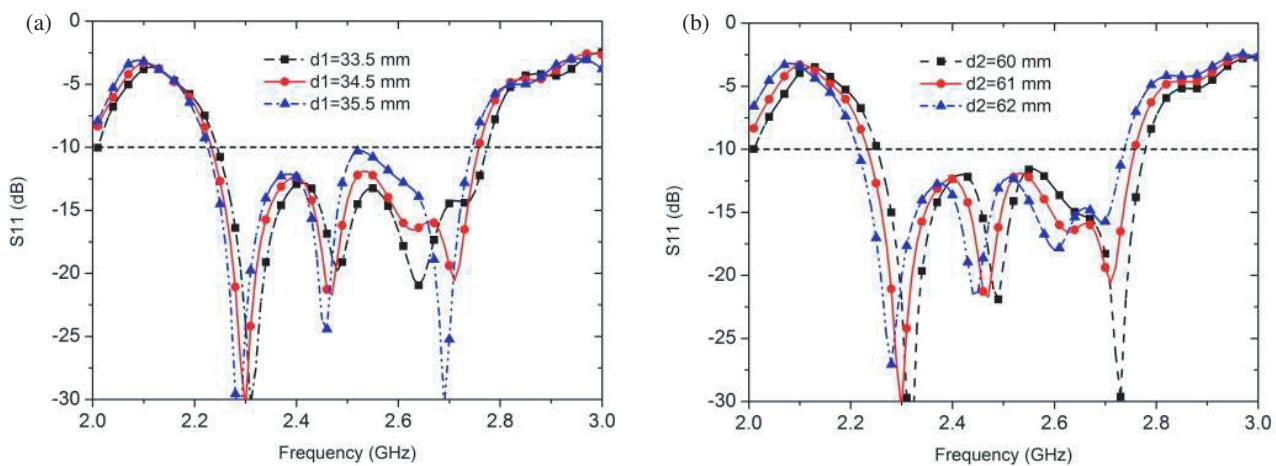 (a)
0
-5
-10
-15
-20
-25
-30
S11 (dB)
d1=33.5 mm
d1=34.5 mm
d1=35.5 mm
2.0 2.2 2.4 2.6 2.8 3.0
Frequency (GHz)
(b)
0
-5
-10
-15
-20
-25
-30
S11 (dB)
d2=60 mm
d2=61 mm
d2=62 mm
2.0 2.2 2.4 2.6 2.8 3.0
Frequency (GHz)